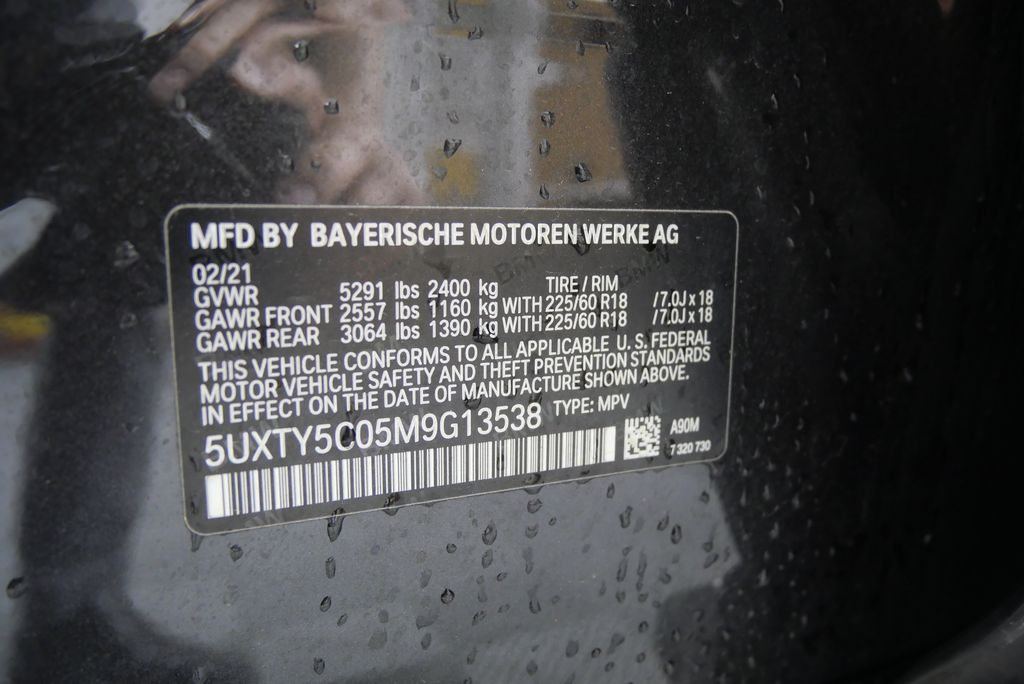 MFD BY BAYERISCHE MOTOREN WERKE AG
02/21 TIRE / RIM
GVWR 5291 lbs 2400 kg
GAWR FRONT 2557 lbs 1160 kg WITH 225/60 R18 /7.0J x 18
GAWR REAR 3064 lbs 1390 kg WITH 225/60 R18 /7.0J x 18
THIS VEHICLE CONFORMS TO ALL APPLICABLE U.S. FEDERAL
MOTOR VEHICLE SAFETY AND THEFT PREVENTION STANDARDS
IN EFFECT ON THE DATE OF MANUFACTURE SHOWN ABOVE.
5UXTY5C05M9G13538 TYPE: MPV
A90M
7 320 730